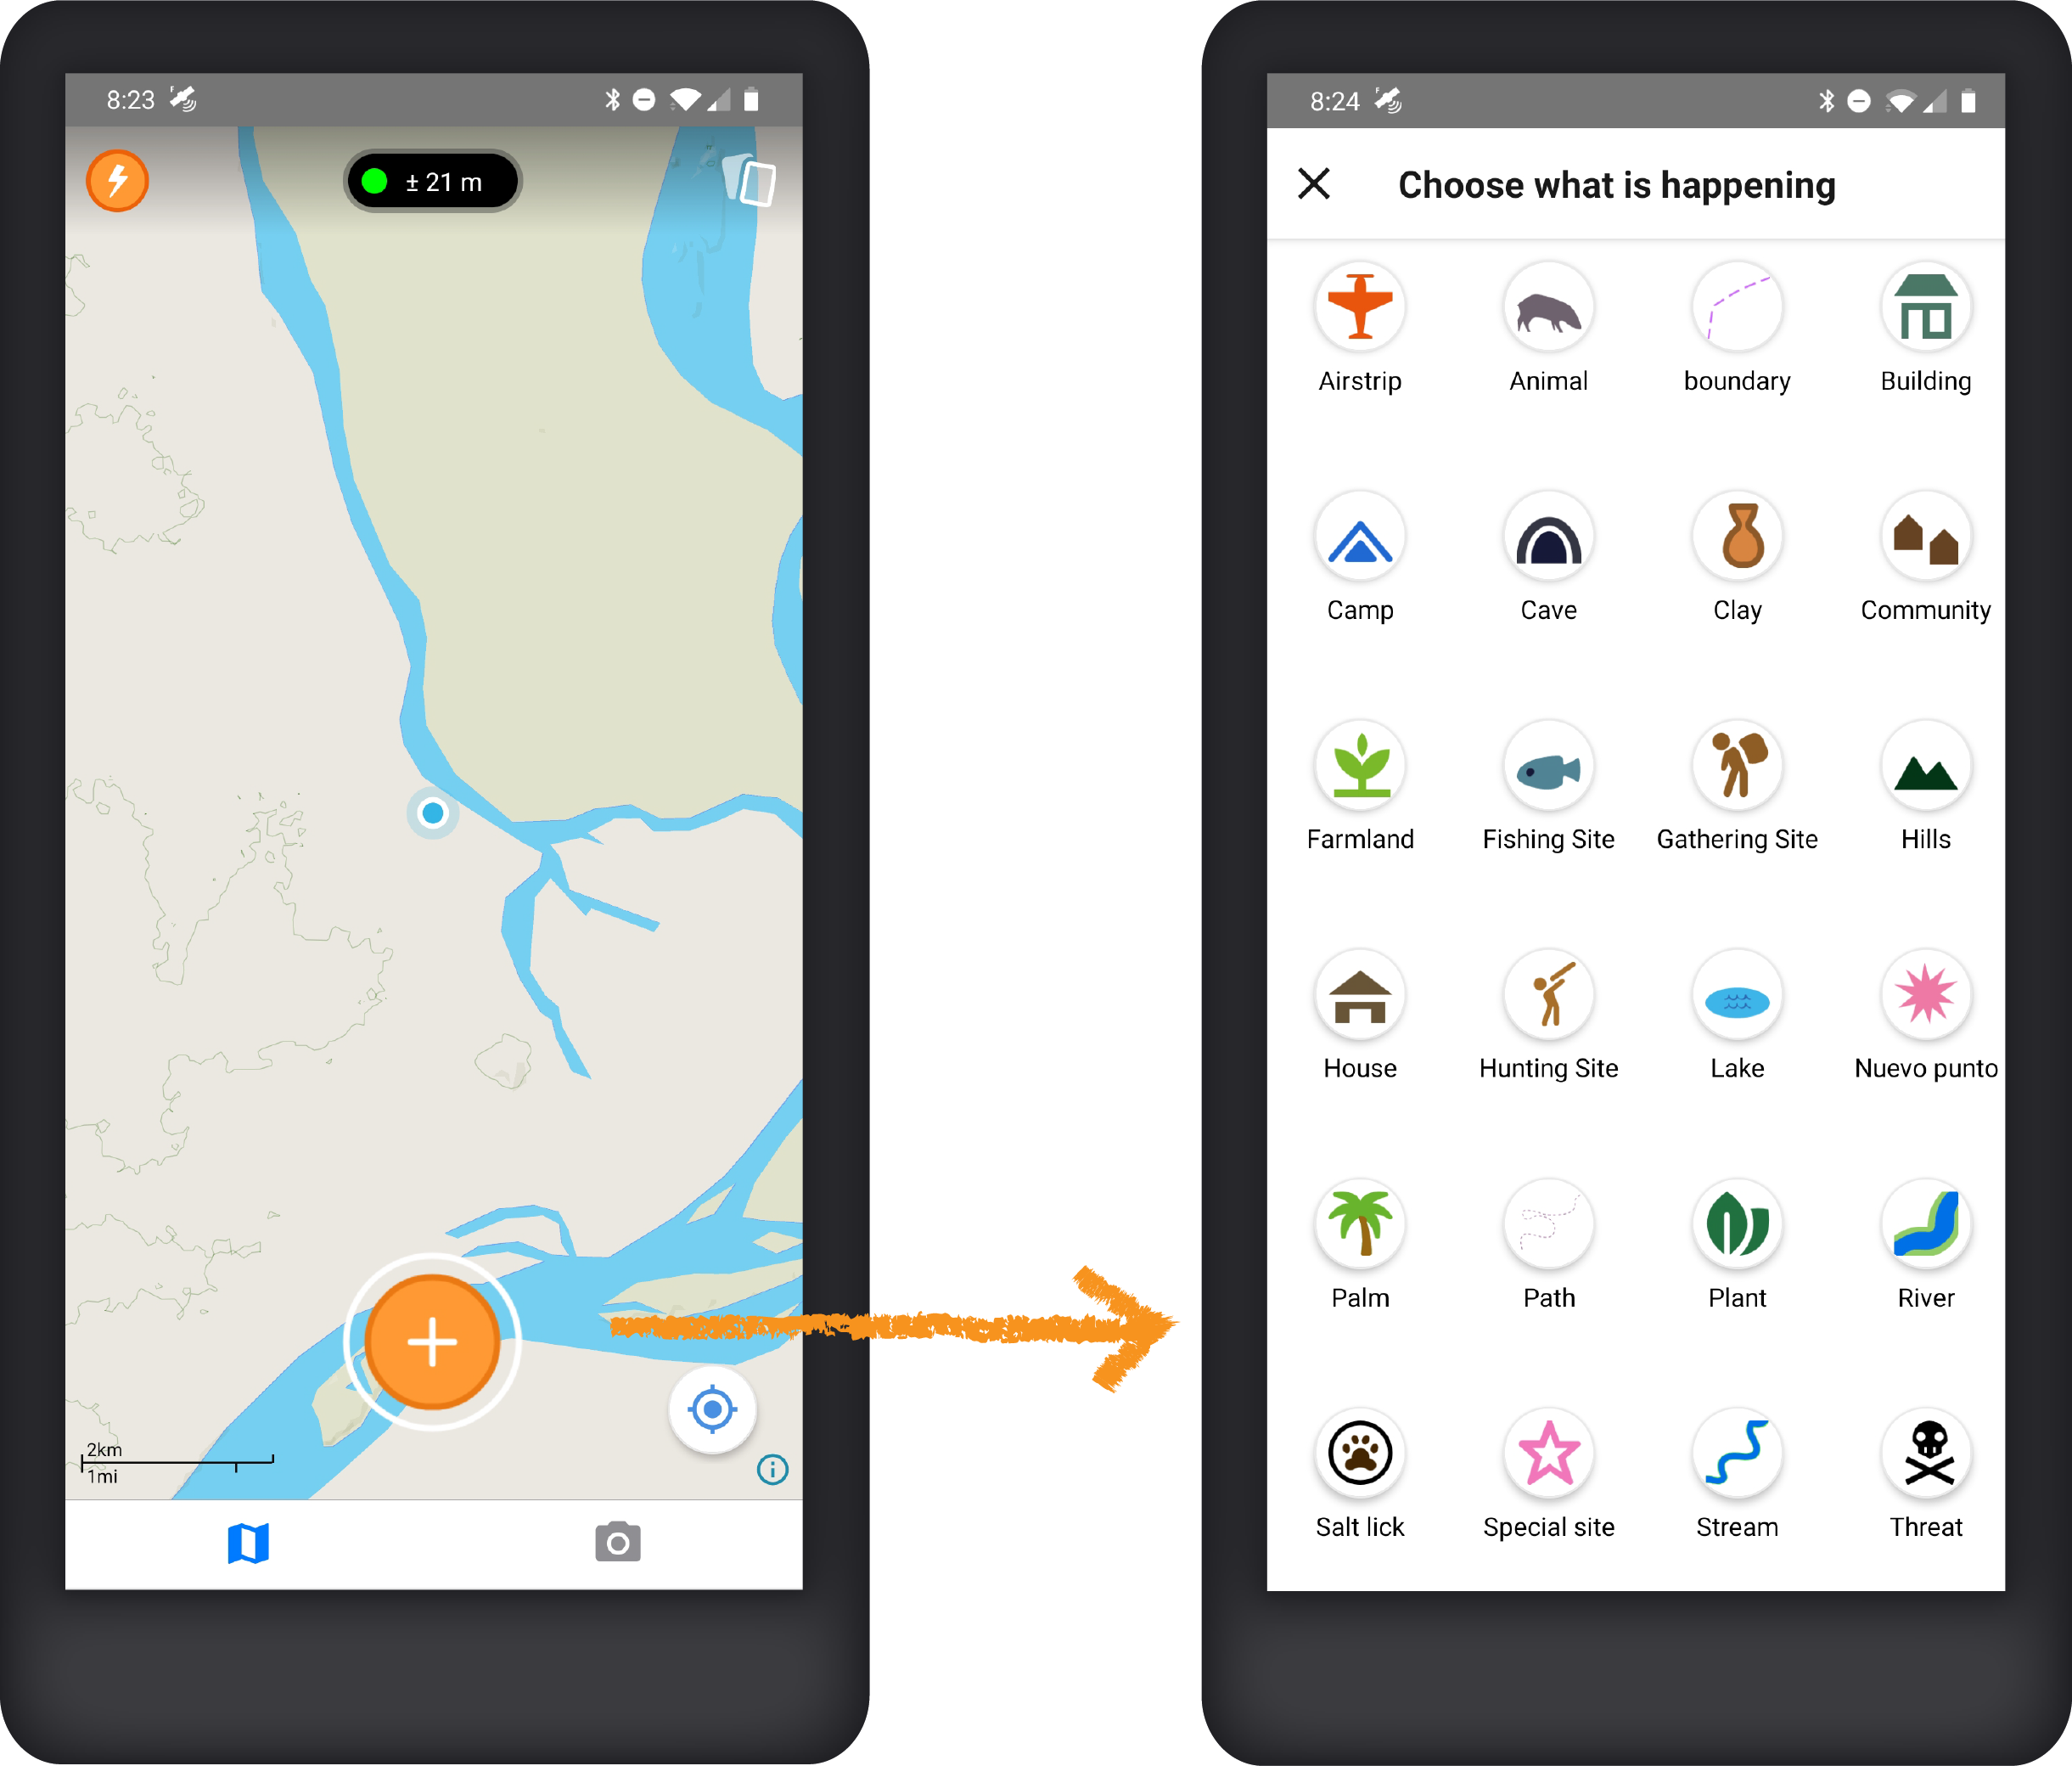 8:23
± 21 m
2km
1mi
8:24
Choose what is happening
Airstrip Animal boundary Building
Camp Cave Clay Community
Farmland Fishing Site Gathering Site Hills
House Hunting Site Lake Nuevo punto
Palm Path Plant River
Salt lick Special site Stream Threat